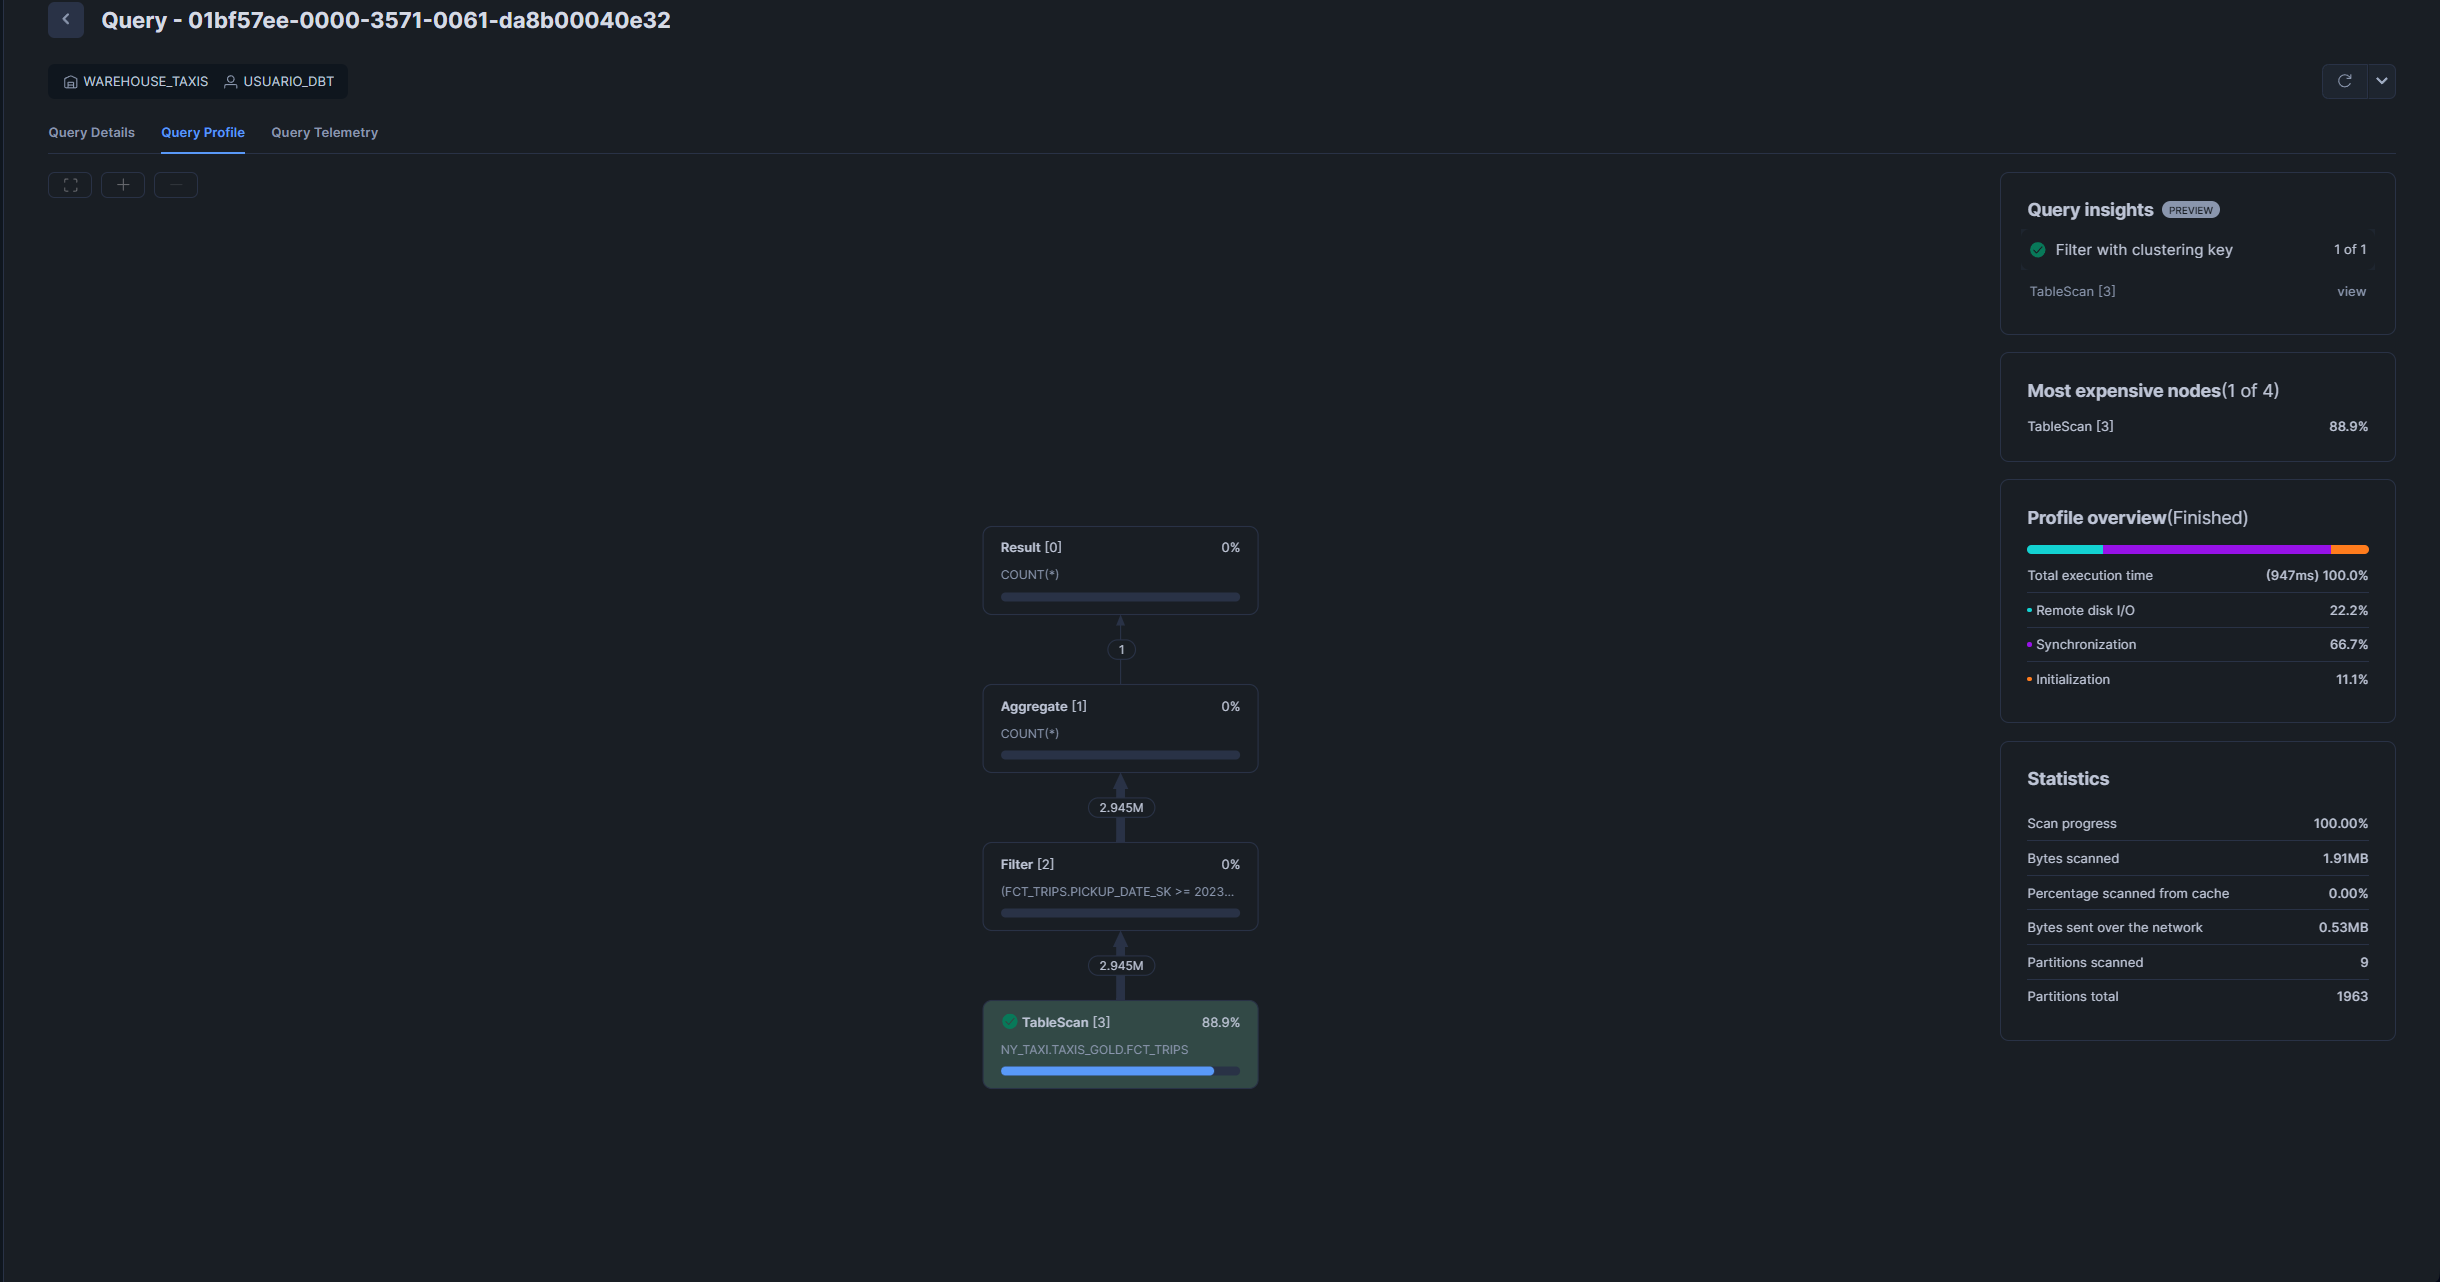 Query - 01bf57ee-0000-3571-0061-da8b00040e32
WAREHOUSE_TAXIS USUARIO_DBT
Query Details Query Profile Query Telemetry
Result [0] 0%
COUNT(*)
1
Aggregate [1] 0%
COUNT(*)
2.945M
Filter [2] 0%
(FCT_TRIPS.PICKUP_DATE_SK >= 2023...
2.945M
TableScan [3] 88.9%
NY_TAXI.TAXIS_GOLD.FCT_TRIPS
Query insights PREVIEW
Filter with clustering key 1 of 1
TableScan [3] view
Most expensive nodes(1 of 4)
TableScan [3] 88.9%
Profile overview(Finished)
Total execution time (947ms) 100.0%
Remote disk I/O 22.2%
Synchronization 66.7%
Initialization 11.1%
Statistics
Scan progress 100.00%
Bytes scanned 1.91MB
Percentage scanned from cache 0.00%
Bytes sent over the network 0.53MB
Partitions scanned 9
Partitions total 1963